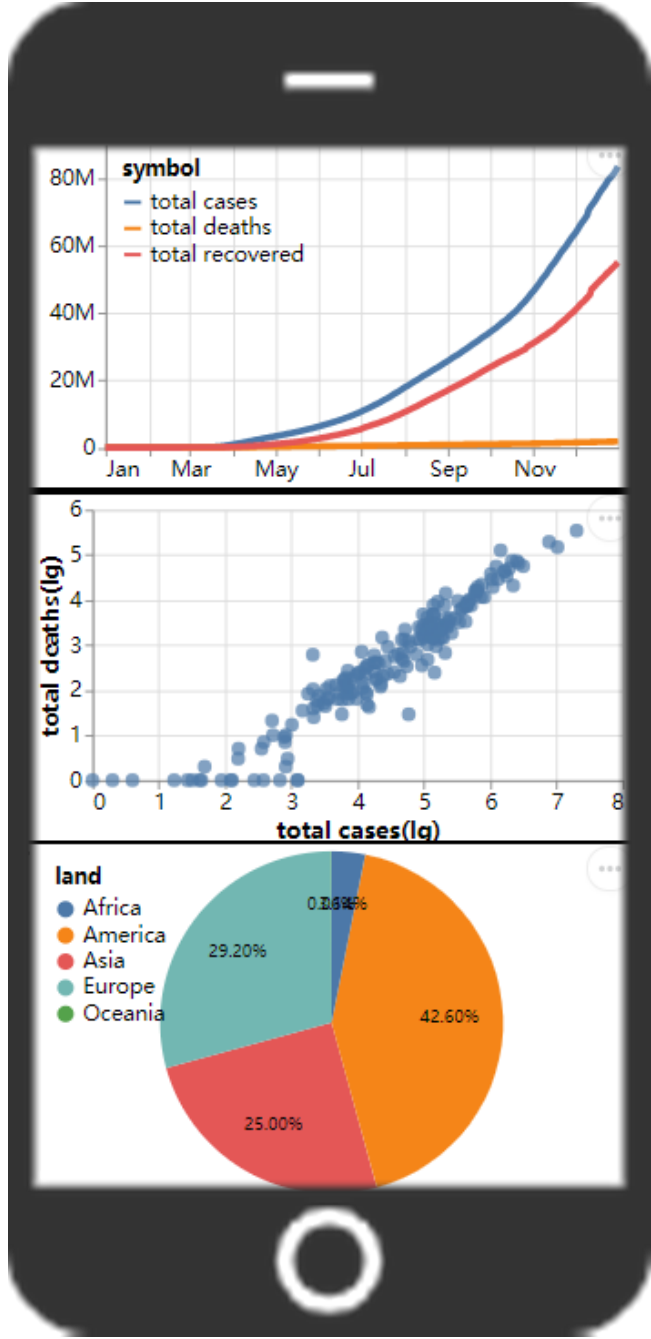 symbol
total cases
total deaths
total recovered
80M
60M
40M
20M
0
Jan Mar May Jul Sep Nov
total deaths(lg)
6
5
4
3
2
1
0
0 1 2 3 4 5 6 7 8
total cases(lg)
land
Africa
America
Asia
Europe
Oceania
29.20%
42.60%
25.00%